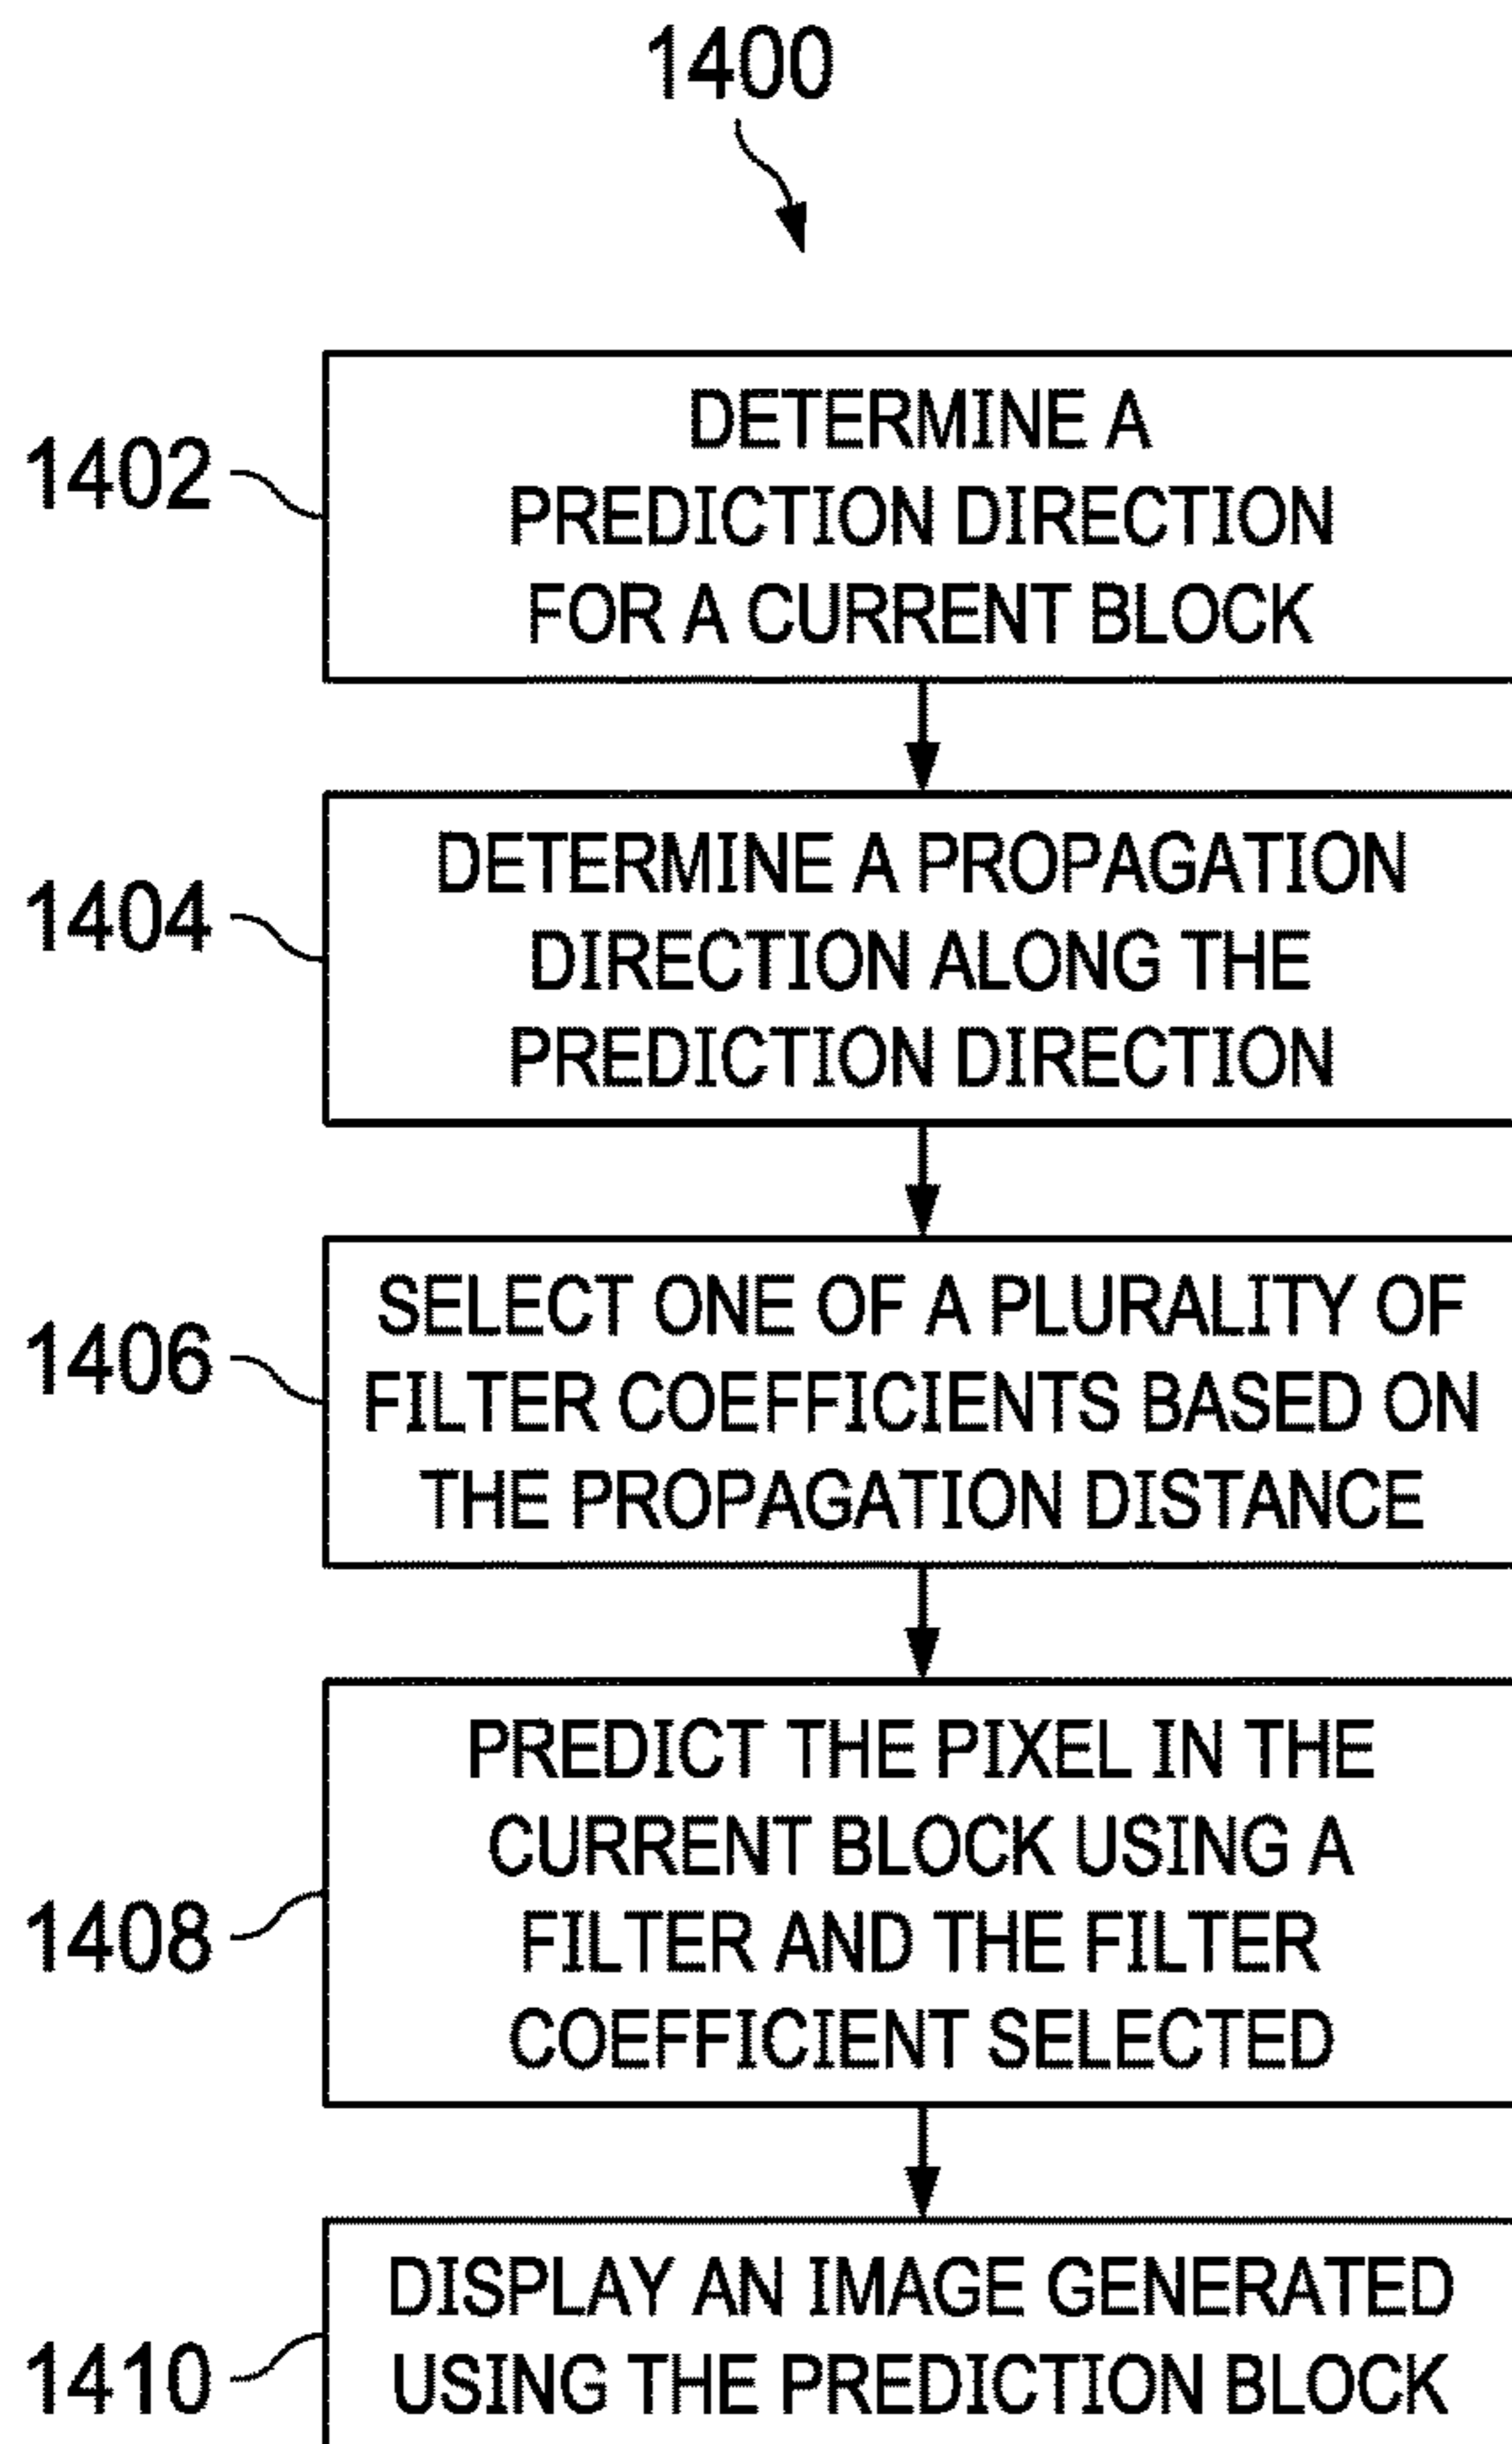 1400
1402
DETERMINE A
PREDICTION DIRECTION
FOR A CURRENT BLOCK
1404
DETERMINE A PROPAGATION
DIRECTION ALONG THE
PREDICTION DIRECTION
1406
SELECT ONE OF A PLURALITY OF
FILTER COEFFICIENTS BASED ON
THE PROPAGATION DISTANCE
1408
PREDICT THE PIXEL IN THE
CURRENT BLOCK USING A
FILTER AND THE FILTER
COEFFICIENT SELECTED
1410
DISPLAY AN IMAGE GENERATED
USING THE PREDICTION BLOCK